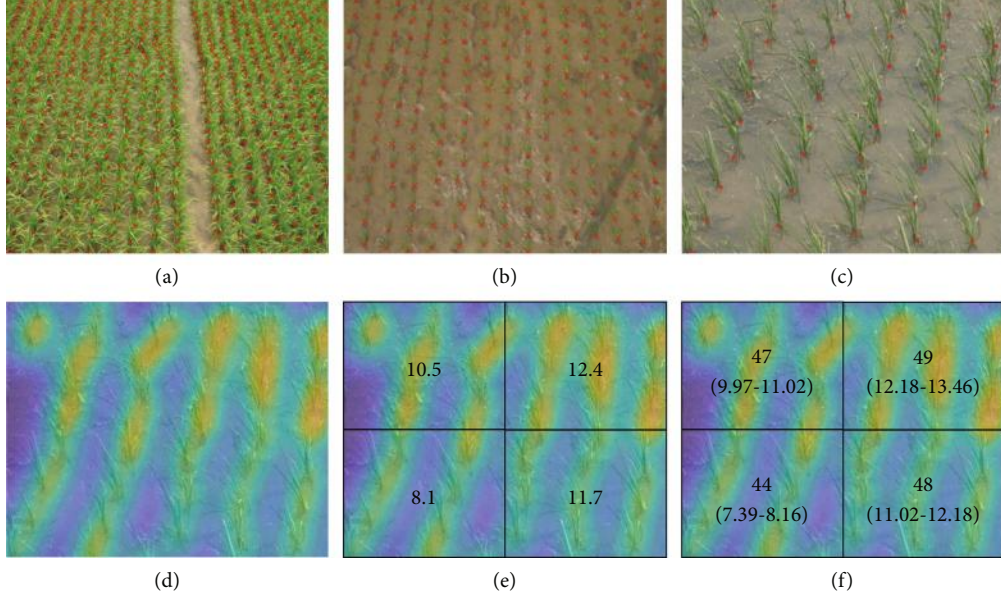 (a)
(b)
(c)
10.5
12.4
8.1
11.7
47
(9.97-11.02)
49
(12.18-13.46)
44
(7.39-8.16)
48
(11.02-12.18)
(d)
(e)
(f)